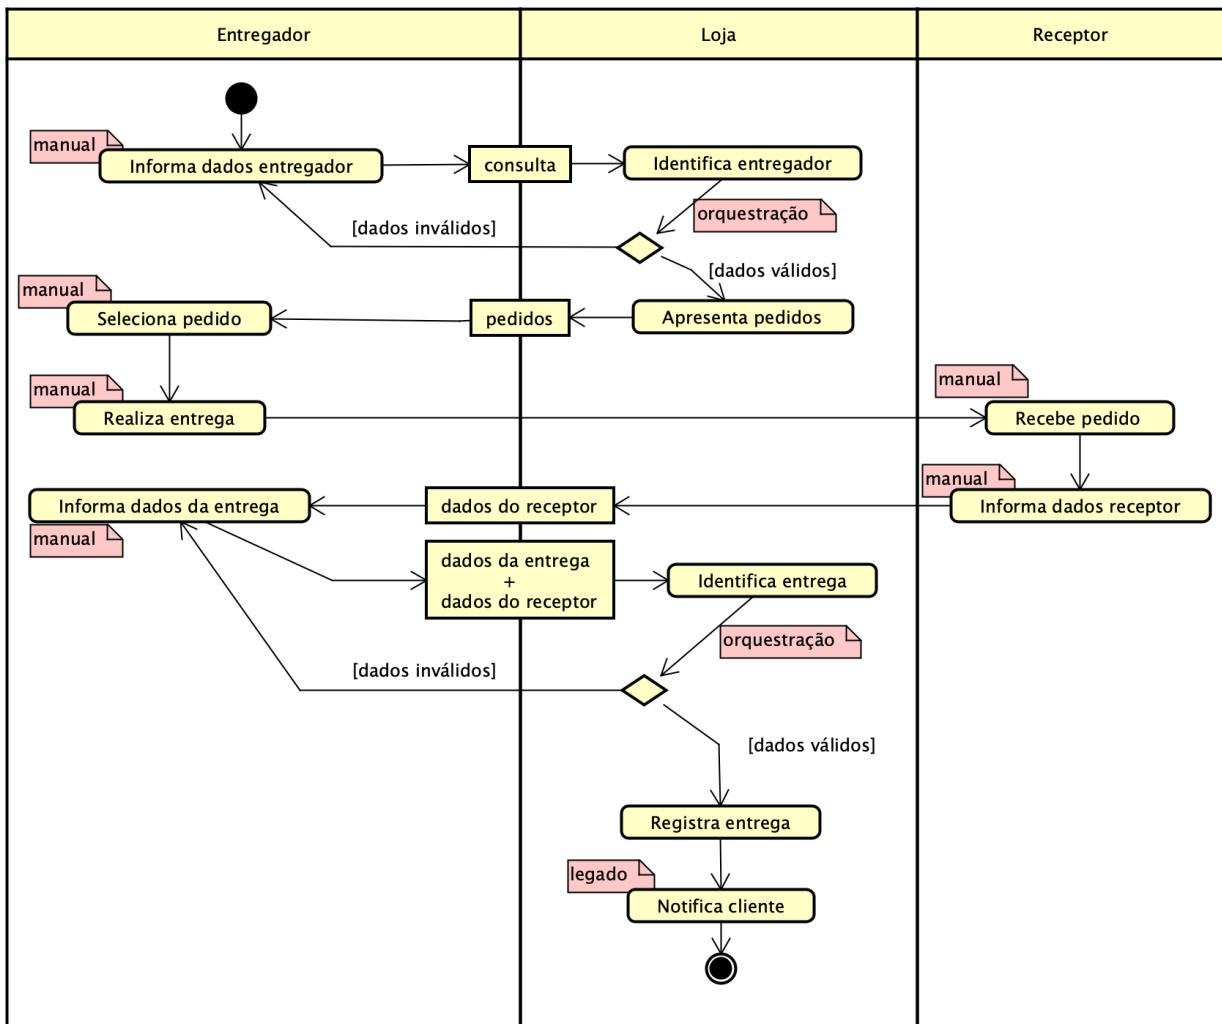 Entregador
Loja
Receptor
manual
Informa dados entregador
consulta
Identifica entregador
orquestração
[dados inválidos]
[dados válidos]
manual
Seleciona pedido
pedidos
Apresenta pedidos
manual
Realiza entrega
manual
Recebe pedido
manual
Informa dados da entrega
dados do receptor
Informa dados receptor
manual
dados da entrega
+
dados do receptor
Identifica entrega
orquestração
[dados inválidos]
[dados válidos]
Registra entrega
legado
Notifica cliente